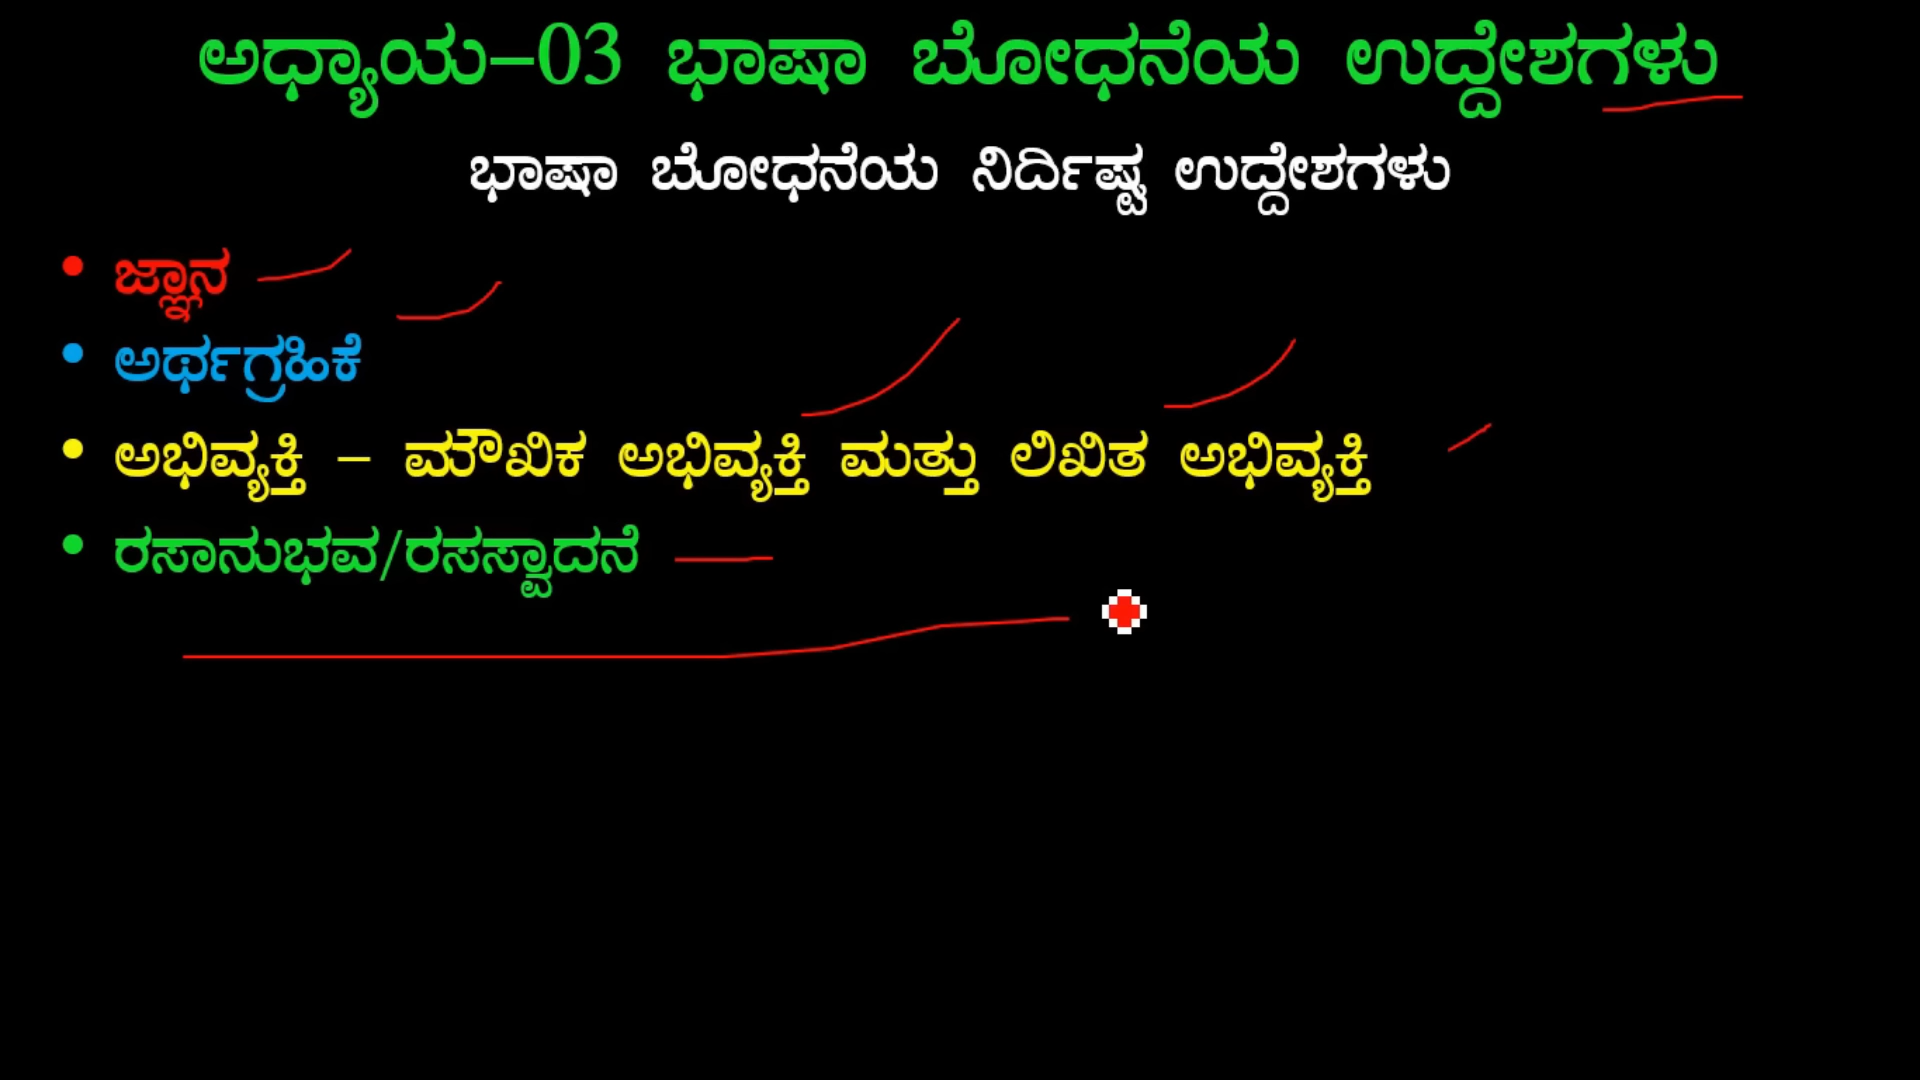 ಅಧ್ಯಾಯ-03 ಭಾಷಾ ಬೋಧನೆಯ ಉದ್ದೇಶಗಳು
ಭಾಷಾ ಬೋಧನೆಯ ನಿರ್ದಿಷ್ಟ ಉದ್ದೇಶಗಳು
• ಜ್ಞಾನ
• ಅರ್ಥಗ್ರಹಿಕೆ
• ಅಭಿವ್ಯಕ್ತಿ – ಮೌಖಿಕ ಅಭಿವ್ಯಕ್ತಿ ಮತ್ತು ಲಿಖಿತ ಅಭಿವ್ಯಕ್ತಿ
• ರಸಾನುಭವ/ರಸಸ್ವಾದನೆ